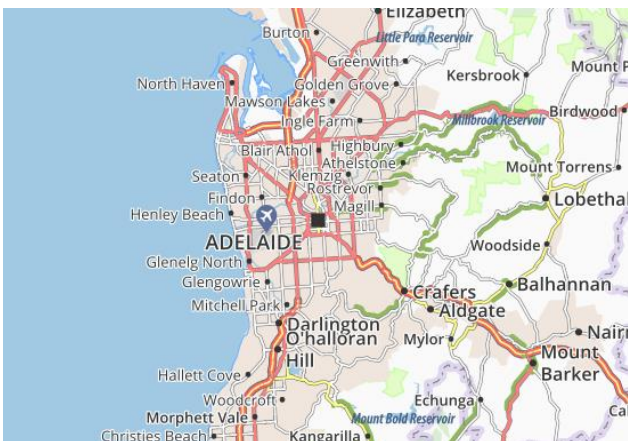 Elizabeth
Burton
Little Para Reservoir
Greenwith
Kersbrook
North Haven
Golden Grove
Mawson Lakes
Ingle Farm
Millbrook Reservoir
Birdwood
Blair Athol
Highbury
Athelstone
Mount Torrens
Seaton
Klemzig
Rostrevor
Findon
Magill
Lobethal
Henley Beach
ADELAIDE
Woodside
Glenelg North
Glengowrie
Crafers
Balhannan
Mitchell Park
Aldgate
Darlington
O'halloran
Hill
Mylor
Nairn
Mount
Barker
Hallett Cove
Woodcroft
Echunga
Morphett Vale
Mount Bold Reservoir
Christies Beach
Kangarilla